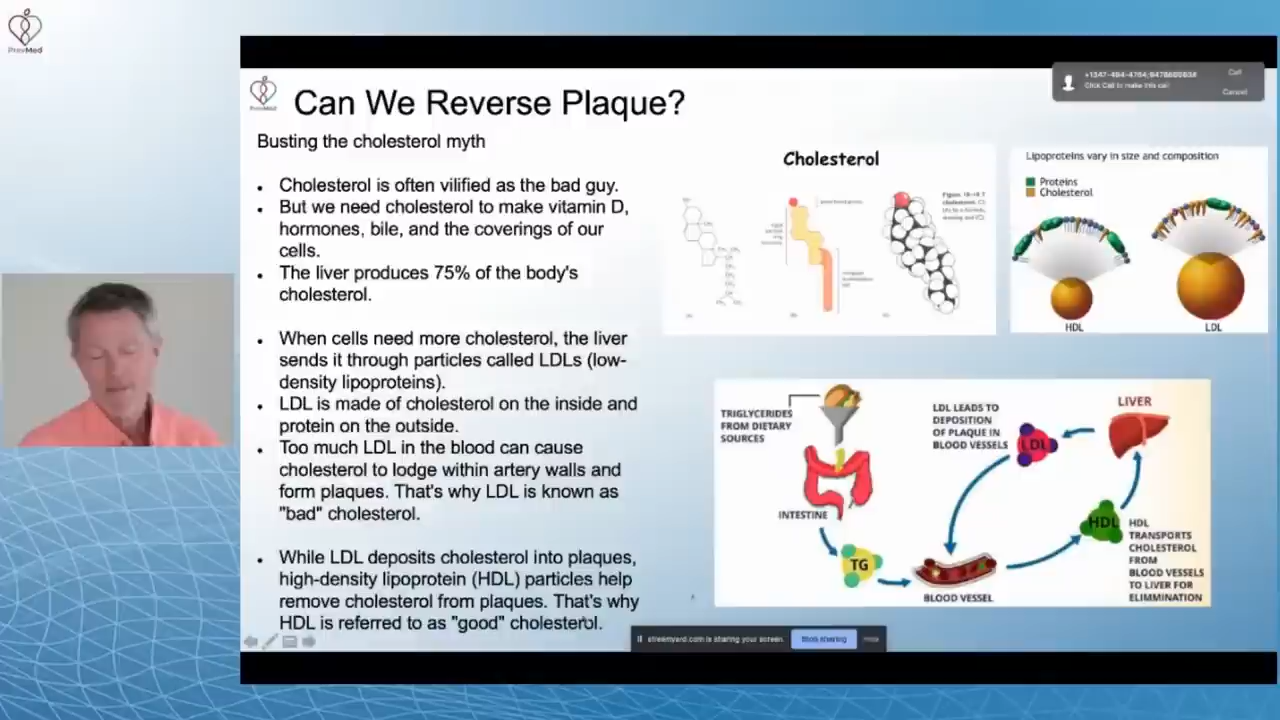 PrevMed
Can We Reverse Plaque?
Busting the cholesterol myth
• Cholesterol is often vilified as the bad guy.
• But we need cholesterol to make vitamin D,
hormones, bile, and the coverings of our
cells.
• The liver produces 75% of the body's
cholesterol.
• When cells need more cholesterol, the liver
sends it through particles called LDLs (low-
density lipoproteins).
• LDL is made of cholesterol on the inside and
protein on the outside.
• Too much LDL in the blood can cause
cholesterol to lodge within artery walls and
form plaques. That's why LDL is known as
"bad" cholesterol.
• While LDL deposits cholesterol into plaques,
high-density lipoprotein (HDL) particles help
remove cholesterol from plaques. That's why
HDL is referred to as "good" cholesterol.
Click Call to make this call
Call
Cancel
Cholesterol
Lipoproteins vary in size and composition
Proteins
Cholesterol
HDL
LDL
TRIGLYCERIDES
FROM DIETARY
SOURCES
INTESTINE
TG
BLOOD VESSEL
LDL LEADS TO
DEPOSITION
OF PLAQUE IN
BLOOD VESSELS
LDL
LIVER
HDL
HDL
TRANSPORTS
CHOLESTEROL
FROM
BLOOD VESSELS
TO LIVER FOR
ELIMMINATION
streamyard.com is sharing your screen.
Stop sharing
Hide